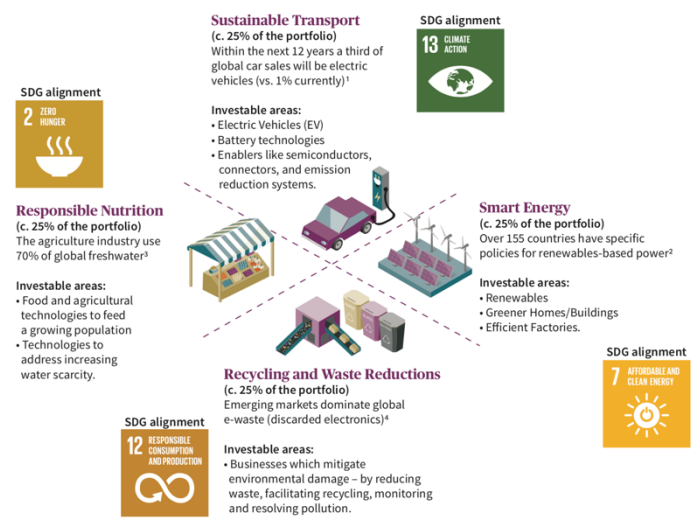 Sustainable Transport
(c. 25% of the portfolio)
Within the next 12 years a third of
global car sales will be electric
vehicles (vs. 1% currently)¹
Investable areas:
• Electric Vehicles (EV)
• Battery technologies
• Enablers like semiconductors,
connectors, and emission
reduction systems.
SDG alignment
13 CLIMATE
ACTION
SDG alignment
2 ZERO
HUNGER
Responsible Nutrition
(c. 25% of the portfolio)
The agriculture industry use
70% of global freshwater³
Investable areas:
• Food and agricultural
technologies to feed
a growing population
• Technologies to
address increasing
water scarcity.
Smart Energy
(c. 25% of the portfolio)
Over 155 countries have specific
policies for renewables-based power²
Investable areas:
• Renewables
• Greener Homes/Buildings
• Efficient Factories.
SDG alignment
7 AFFORDABLE AND
CLEAN ENERGY
Recycling and Waste Reductions
(c. 25% of the portfolio)
Emerging markets dominate global
e-waste (discarded electronics)⁴
Investable areas:
• Businesses which mitigate
environmental damage – by reducing
waste, facilitating recycling, monitoring
and resolving pollution.
SDG alignment
12 RESPONSIBLE
CONSUMPTION
AND PRODUCTION